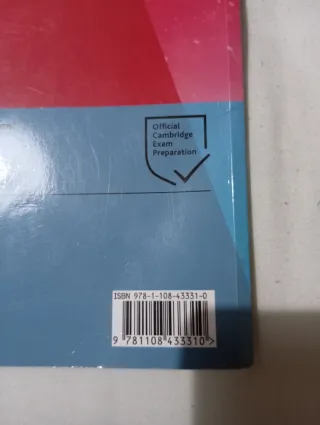 Official
Cambridge
Exam
Preparation
ISBN 978-1-108-43331-0
9 781108 433310 >